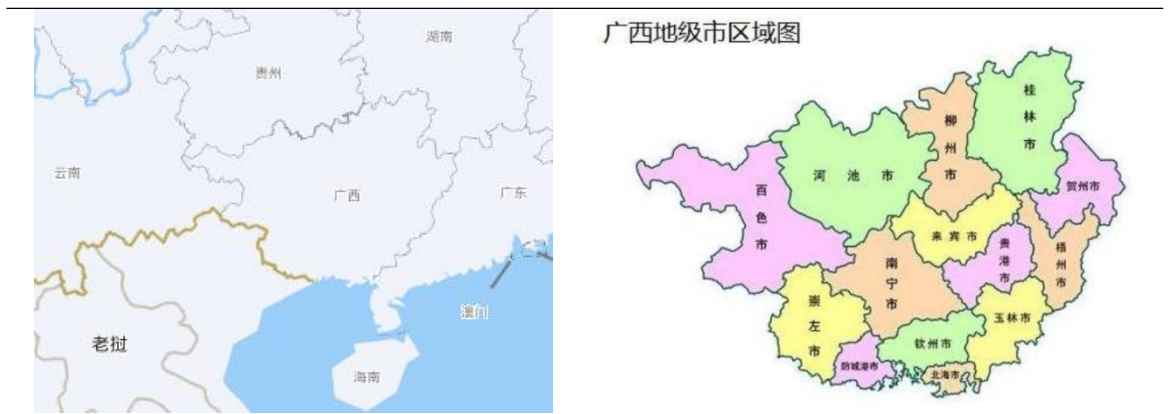 湖南
贵州
云南
广西
广东
澳门
老挝
海南
广西地级市区域图
桂林市
柳州市
河池市
贺州市
百色市
来宾市
贵港市
梧州市
南宁市
崇左市
玉林市
钦州市
防城港市
北海市